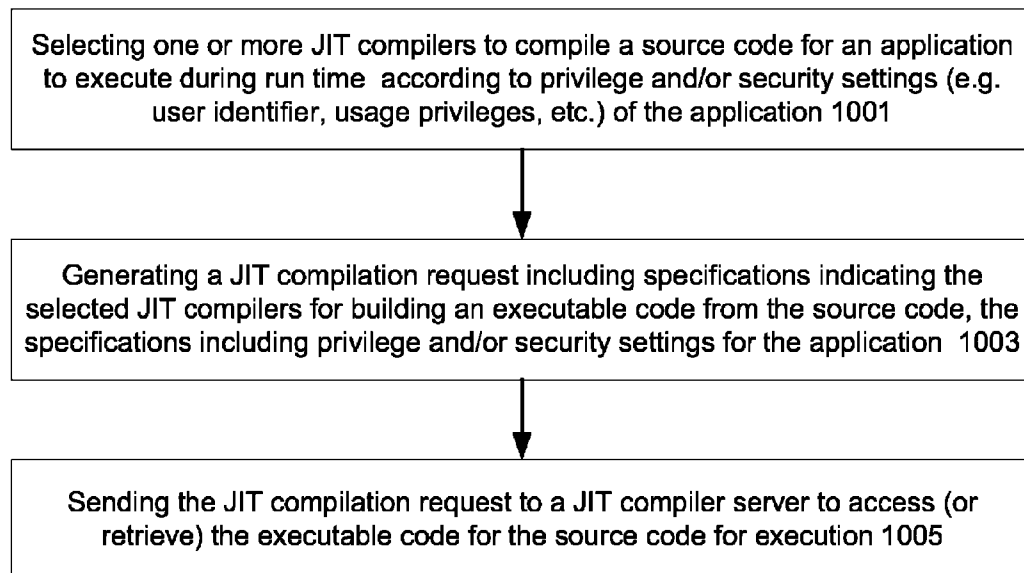 Selecting one or more JIT compilers to compile a source code for an application
to execute during run time according to privilege and/or security settings (e.g.
user identifier, usage privileges, etc.) of the application 1001
Generating a JIT compilation request including specifications indicating the
selected JIT compilers for building an executable code from the source code, the
specifications including privilege and/or security settings for the application 1003
Sending the JIT compilation request to a JIT compiler server to access (or
retrieve) the executable code for the source code for execution 1005